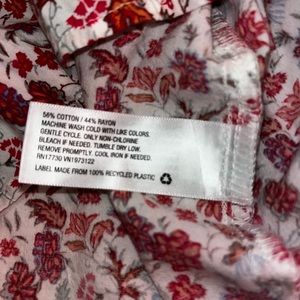 56% COTTON / 44% RAYON
MACHINE WASH COLD WITH LIKE COLORS.
GENTLE CYCLE. ONLY NON-CHLORINE
BLEACH IF NEEDED. TUMBLE DRY LOW.
REMOVE PROMPTLY. COOL IRON IF NEEDED.
RN17730 VN1973122
LABEL: MADE FROM 100% RECYCLED PLASTIC